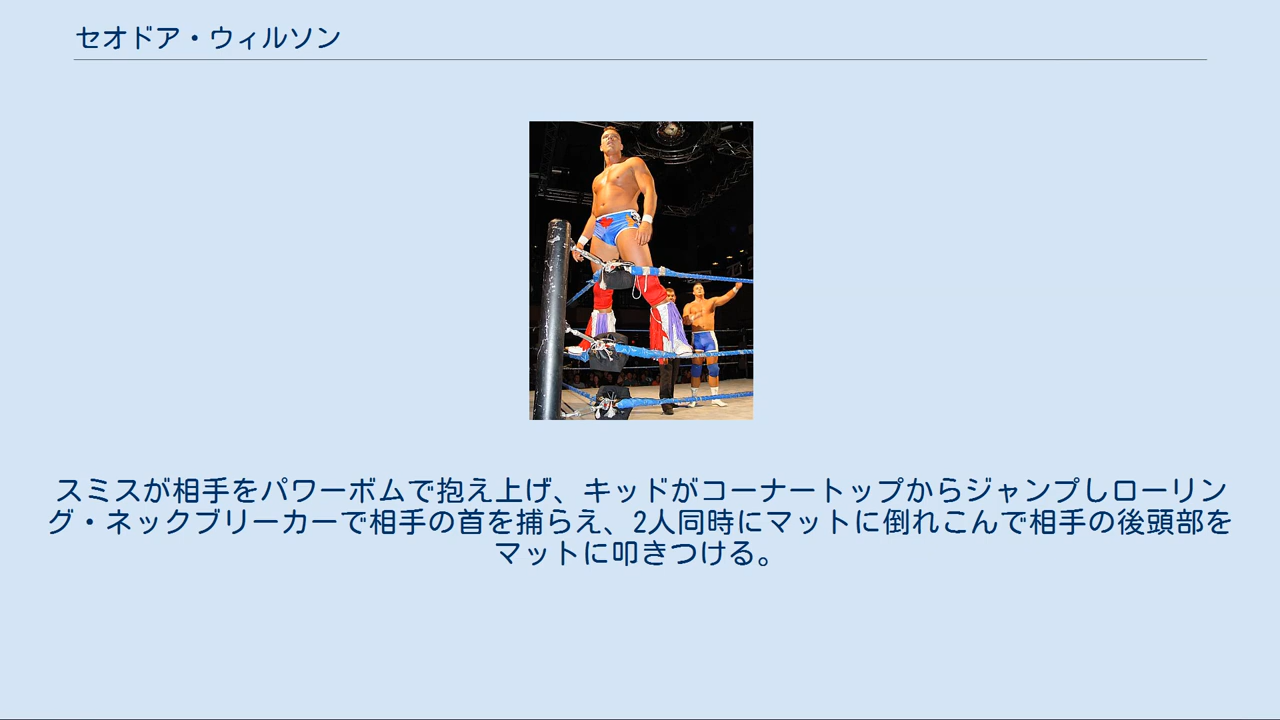 セオドア・ウィルソン
スミスが相手をパワーボムで抱え上げ、キッドがコーナートップからジャンプしローリン
グ・ネックブリーカーで相手の首を捕らえ、2人同時にマットに倒れこんで相手の後頭部を
マットに叩きつける。